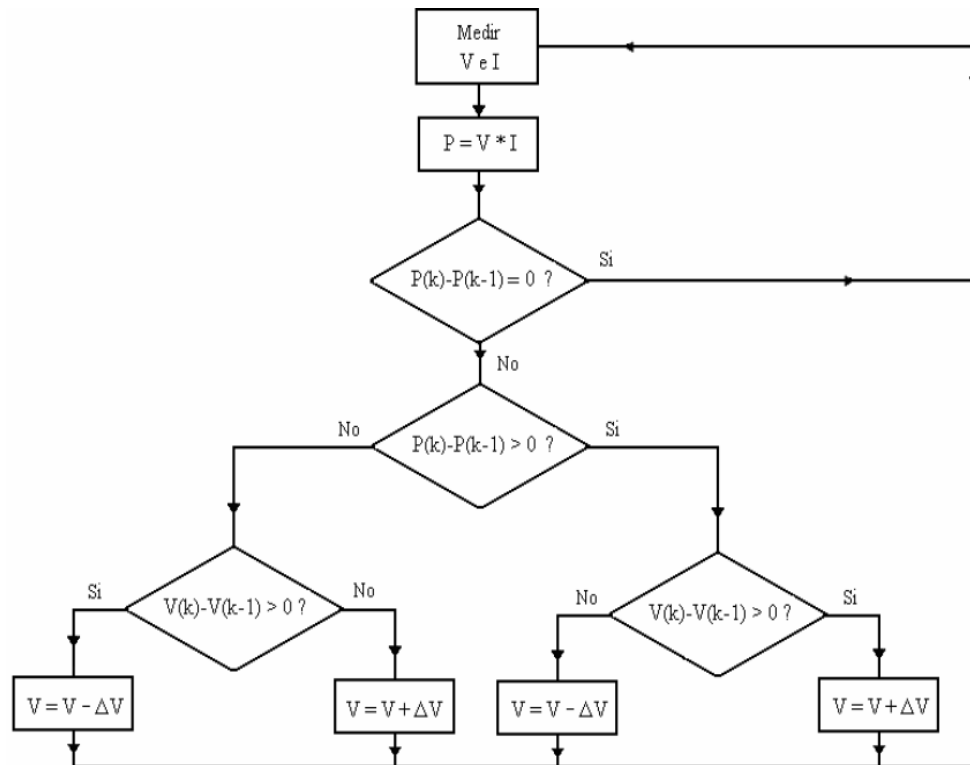 Medir
V e I
P = V * I
Si
P(k)-P(k-1) = 0 ?
No
No
P(k)-P(k-1) > 0 ?
Si
Si
V(k)-V(k-1) > 0 ?
No
No
V(k)-V(k-1) > 0 ?
Si
V = V - ΔV
V = V + ΔV
V = V - ΔV
V = V + ΔV